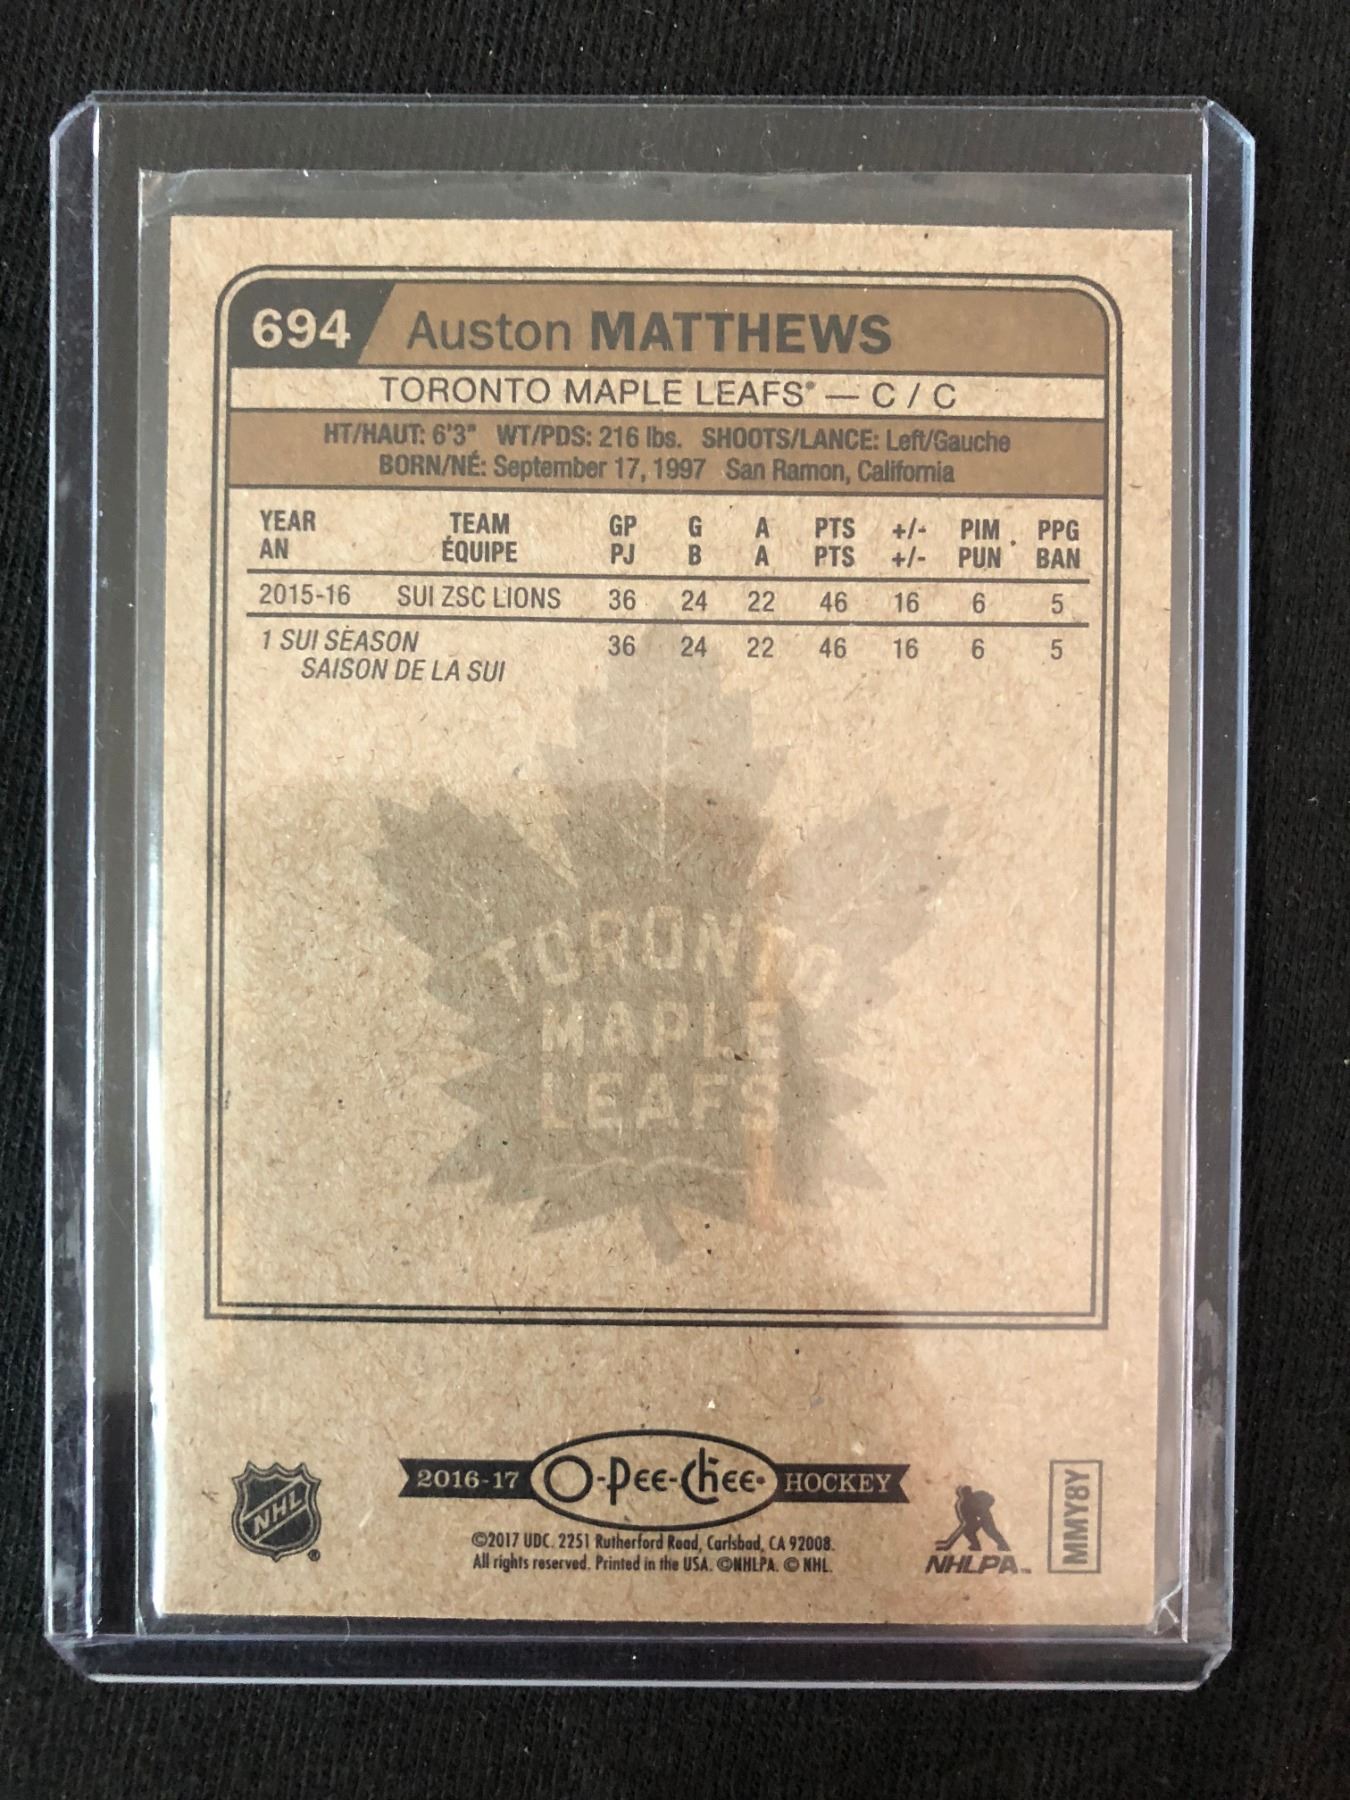 694 Auston MATTHEWS
TORONTO MAPLE LEAFS® — C / C
HT/HAUT: 6'3" WT/PDS: 216 lbs. SHOOTS/LANCE: Left/Gauche
BORN/NÉ: September 17, 1997 San Ramon, California
YEAR TEAM GP G A PTS +/- PIM PPG
AN ÉQUIPE PJ B A PTS +/- PUN BAN
2015-16 SUI ZSC LIONS 36 24 22 46 16 6 5
1 SUI SEASON 36 24 22 46 16 6 5
SAISON DE LA SUI
TORONTO
MAPLE
LEAFS
2016-17 O-Pee-Chee HOCKEY
NHL ®
©2017 UDC. 2251 Rutherford Road, Carlsbad, CA 92008.
All rights reserved. Printed in the USA. ©NHLPA. © NHL.
NHLPA™
MMY8Y